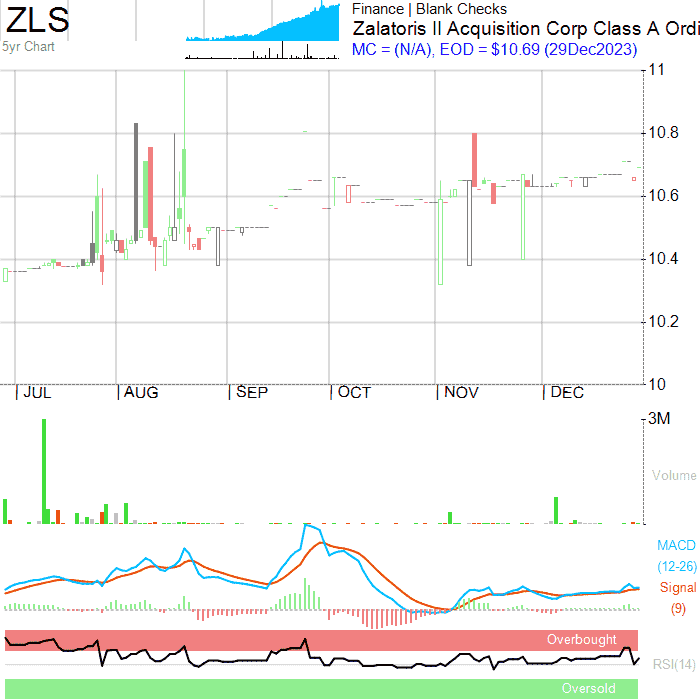 ZLS
5yr Chart
Finance | Blank Checks
Zalatoris II Acquisition Corp Class A Ordi
MC = (N/A), EOD = $10.69 (29Dec2023)
11
10.8
10.6
10.4
10.2
10
|JUL |AUG |SEP |OCT |NOV |DEC
3M
Volume
MACD
(12-26)
Signal
(9)
Overbought
RSI(14)
Oversold